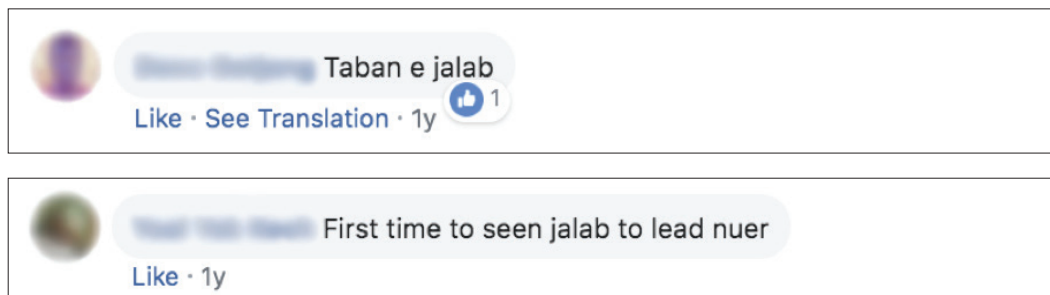 Taban e jalab
1
Like · See Translation · 1y
First time to seen jalab to lead nuer
Like · 1y